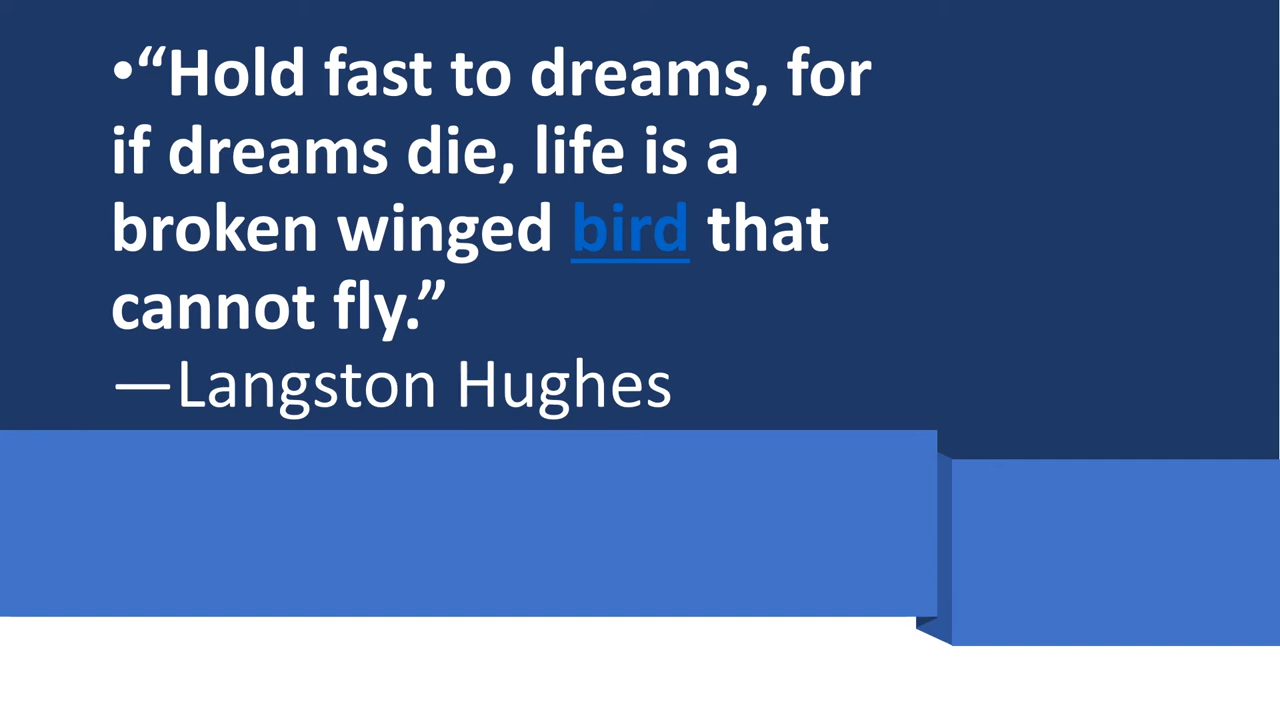 •“Hold fast to dreams, for
if dreams die, life is a
broken winged bird that
cannot fly.”
—Langston Hughes